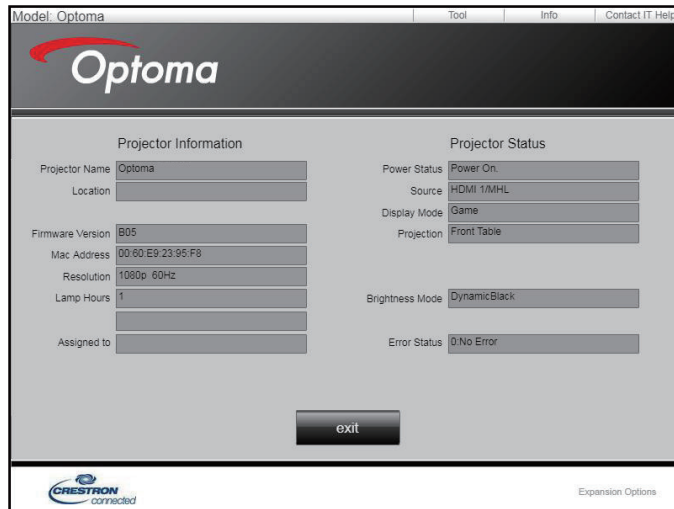 Model: Optoma
Tool Info Contact IT Help
Optoma
Projector Information
Projector Name Optoma
Location
Firmware Version B05
Mac Address 00:60:E9:23:95:F8
Resolution 1080p 60Hz
Lamp Hours 1
Assigned to
Projector Status
Power Status Power On.
Source HDMI 1/MHL
Display Mode Game
Projection Front Table
Brightness Mode DynamicBlack
Error Status 0:No Error
exit
CRESTRON
connected
Expansion Options